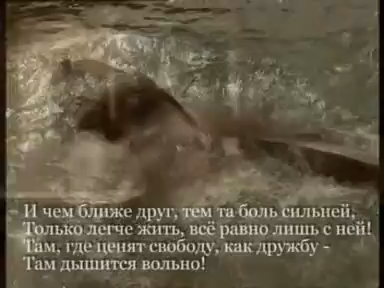 И чем ближе друг, тем та боль сильней,
Только легче жить, всё равно лишь с ней!
Там, где ценят свободу, как дружбу -
Там дышится вольно!